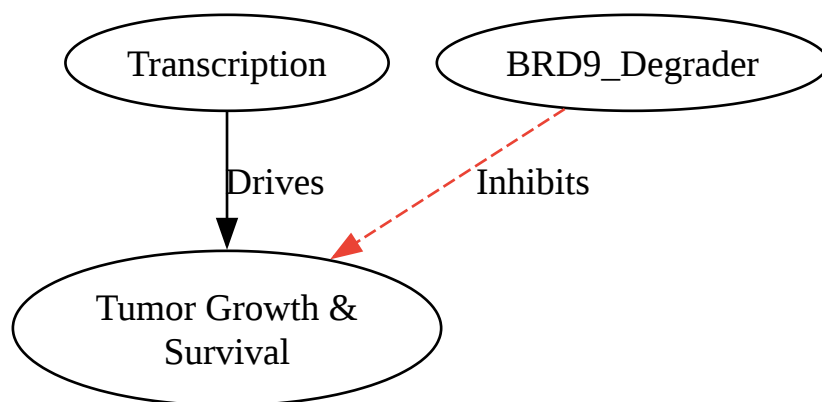 Transcription
BRD9_Degrader
Drives
Inhibits
Tumor Growth &
Survival